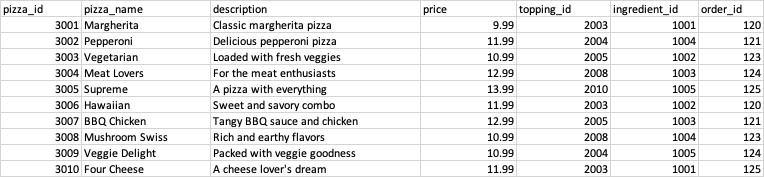 pizza_id pizza_name description price topping_id ingredient_id order_id
3001 Margherita Classic margherita pizza 9.99 2003 1001 120
3002 Pepperoni Delicious pepperoni pizza 11.99 2004 1004 121
3003 Vegetarian Loaded with fresh veggies 10.99 2005 1002 123
3004 Meat Lovers For the meat enthusiasts 12.99 2008 1003 124
3005 Supreme A pizza with everything 13.99 2010 1005 125
3006 Hawaiian Sweet and savory combo 11.99 2003 1002 120
3007 BBQ Chicken Tangy BBQ sauce and chicken 12.99 2005 1003 121
3008 Mushroom Swiss Rich and earthy flavors 10.99 2008 1004 123
3009 Veggie Delight Packed with veggie goodness 10.99 2004 1005 124
3010 Four Cheese A cheese lover's dream 11.99 2003 1001 125